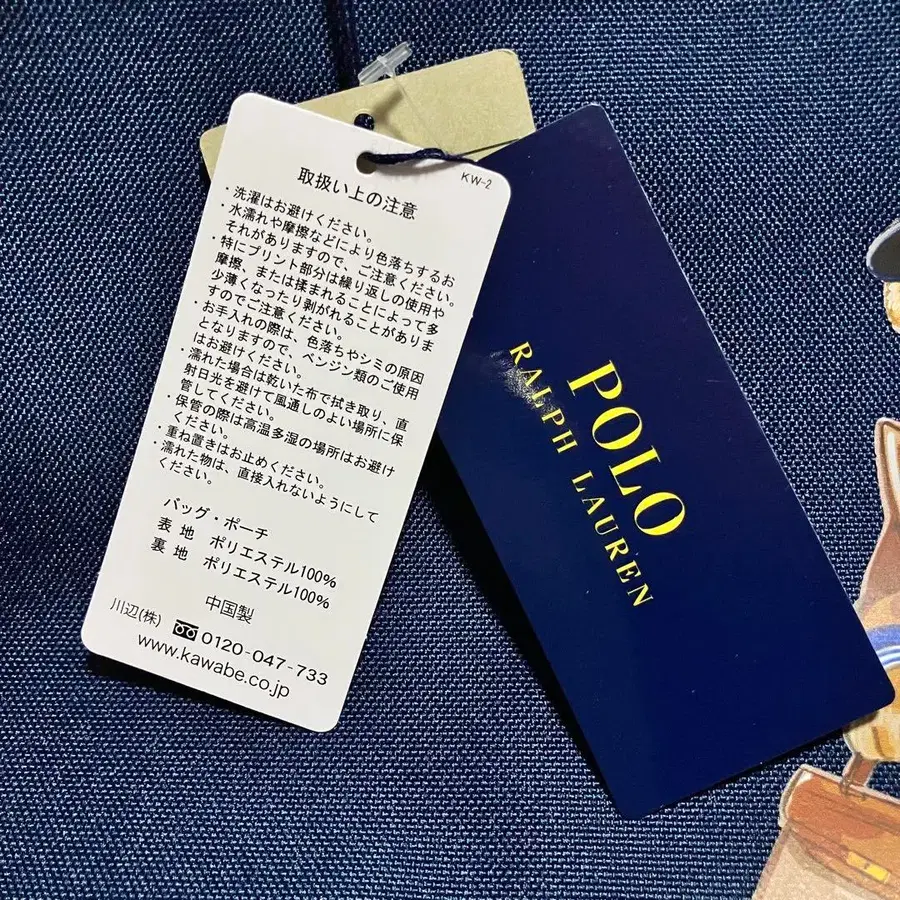 KW-2
取扱い上の注意
・洗濯はお避けください。
・水濡れや摩擦などにより色落ちするお
それがありますので、ご注意ください。
・特にプリント部分は繰り返しの使用や
摩擦、または揉まれることによって多
少薄くなったり剥がれることがありま
すのでご注意ください。
・お手入れの際は、色落ちやシミの原因
となりますので、ベンジン類のご使用
はお避けください。
・濡れた場合は乾いた布で拭き取り、直
射日光を避けて風通しのよい場所に保
管してください。
・保管の際は高温多湿の場所はお避け
ください。
・重ね置きはお止めください。
・濡れた物は、直接入れないようにして
ください。
バッグ・ポーチ
表 地 ポリエステル100%
裏 地 ポリエステル100%
中国製
川辺(株) 0120-047-733
www.kawabe.co.jp
POLO
RALPH LAUREN